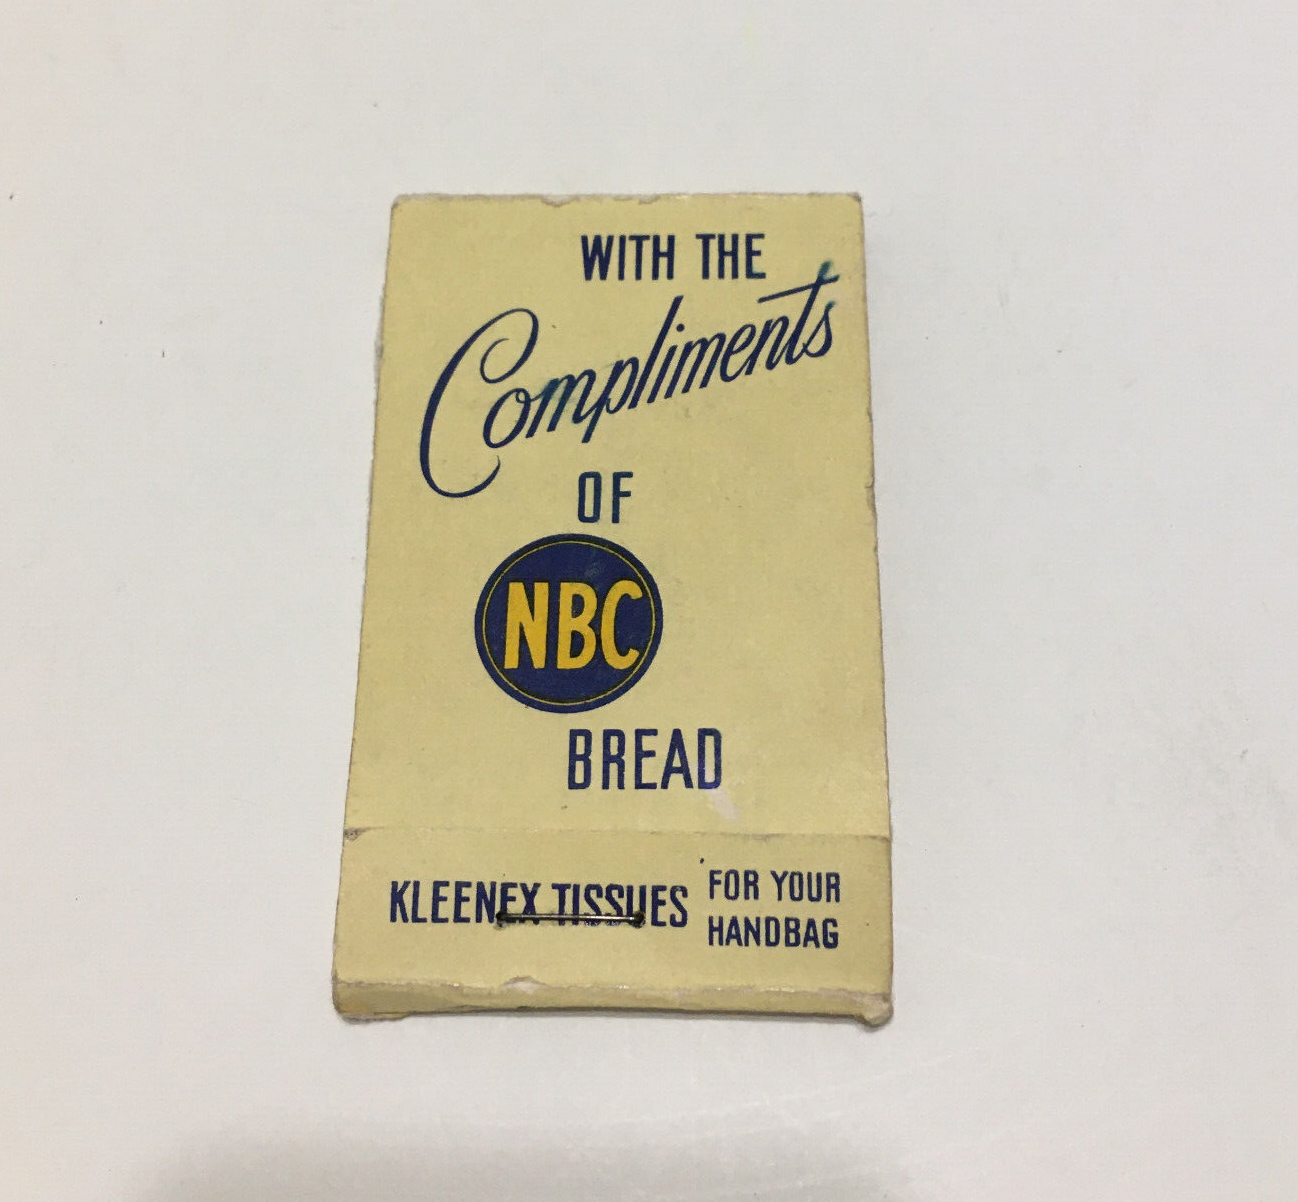 WITH THE
Compliments
OF
NBC
BREAD
KLEENEX TISSUES FOR YOUR
HANDBAG